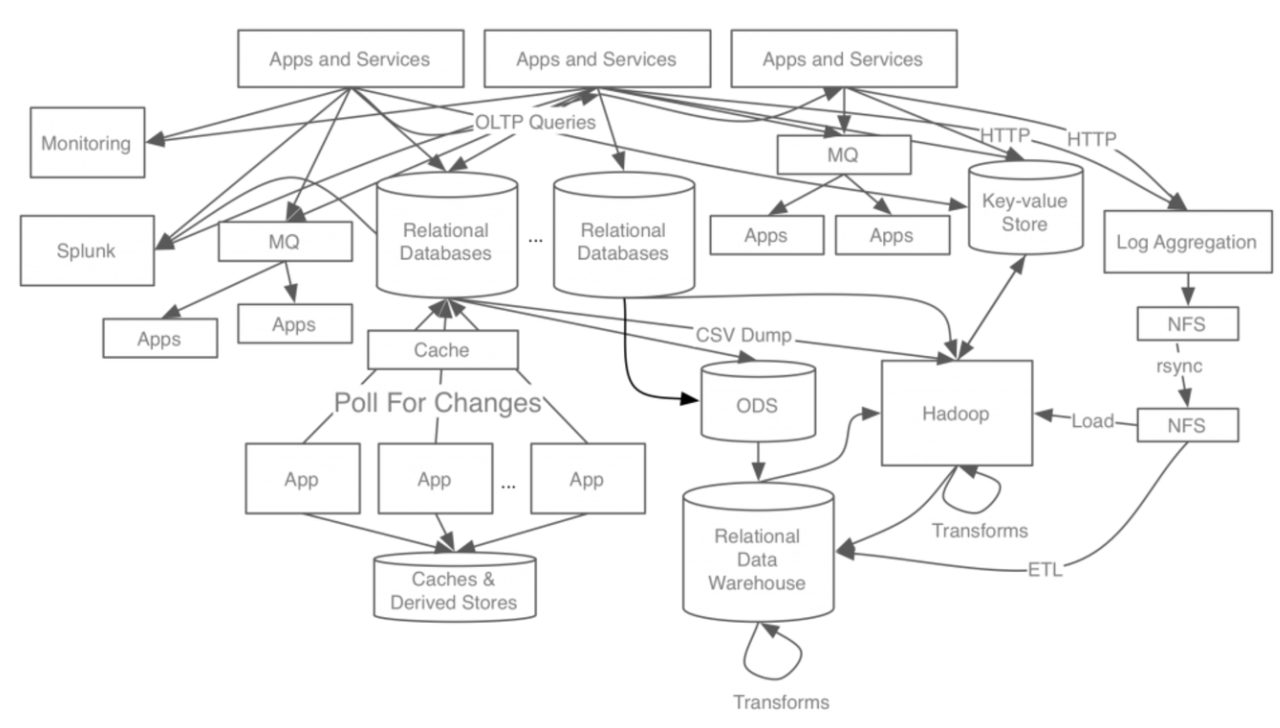 Apps and Services
Apps and Services
Apps and Services
Monitoring
OLTP Queries
HTTP
HTTP
MQ
Key-value
Store
Splunk
MQ
Relational
Databases
...
Relational
Databases
Apps
Apps
Log Aggregation
Apps
Apps
NFS
CSV Dump
Cache
rsync
Poll For Changes
ODS
Hadoop
Load
NFS
App
App
...
App
Transforms
Relational
Data
Warehouse
ETL
Caches &
Derived Stores
Transforms